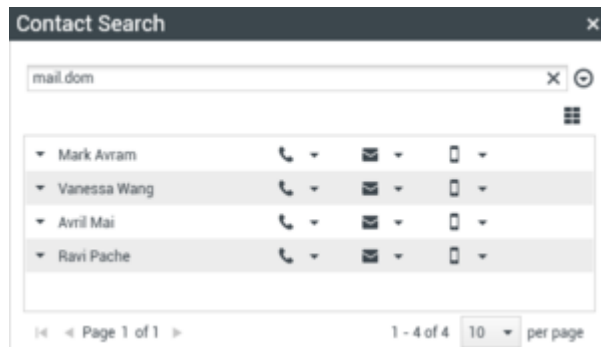 Contact Search
mail.dom
Mark Avram
Vanessa Wang
Avril Mai
Ravi Pache
Page 1 of 1 1 - 4 of 4 10 per page